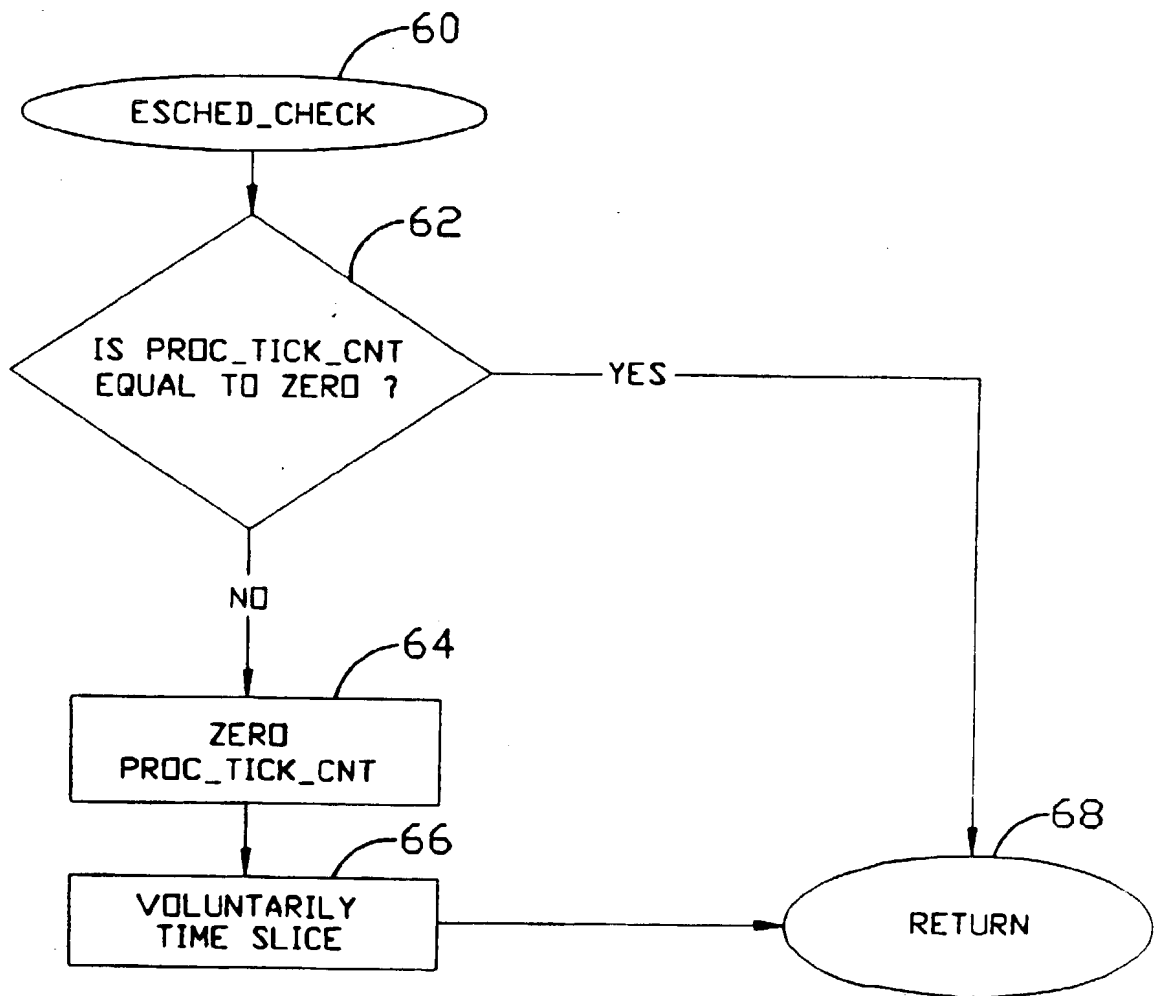 60
ESCHED_CHECK
62
IS PROC_TICK_CNT
EQUAL TO ZERO ?
YES
NO
64
ZERO
PROC_TICK_CNT
66
VOLUNTARILY
TIME SLICE
68
RETURN